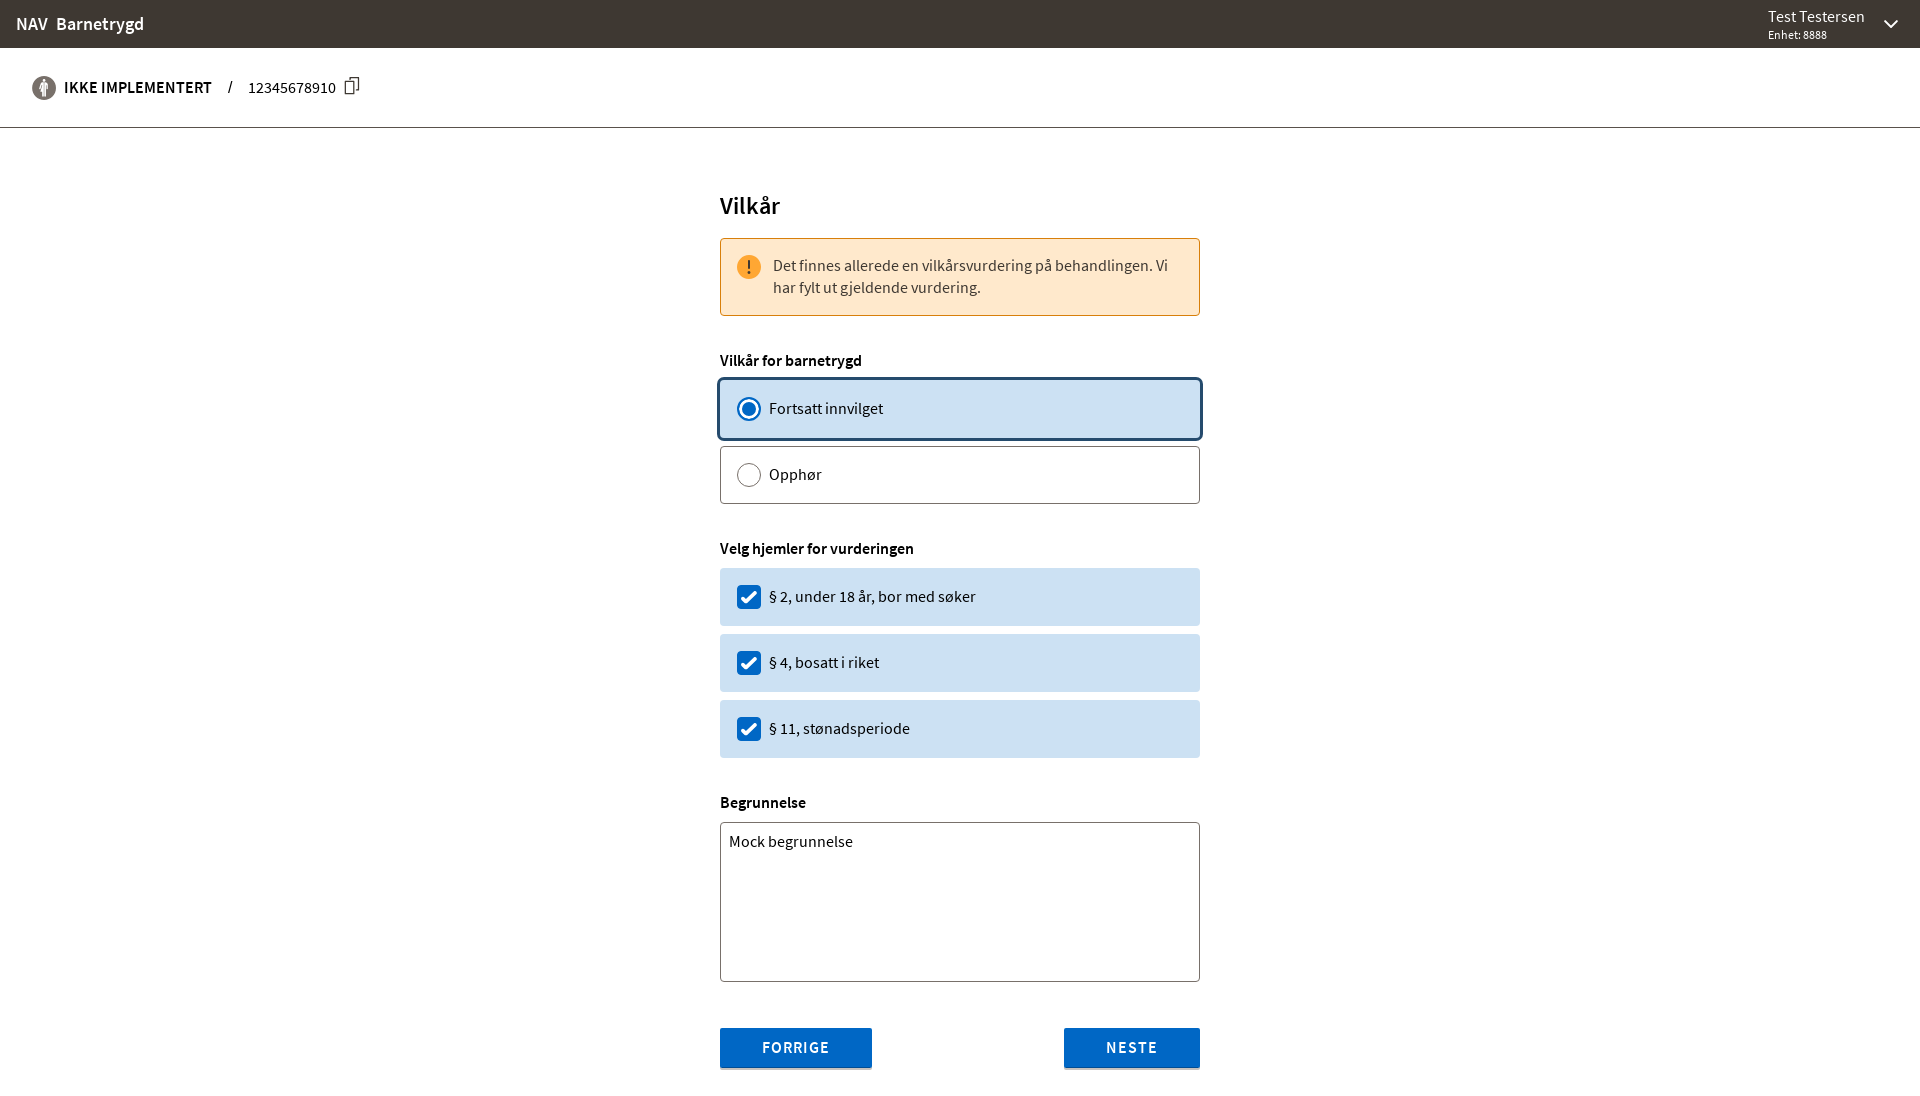 NAV Barnetrygd
Test Testersen
Enhet: 8888
IKKE IMPLEMENTERT / 12345678910
Vilkår
Det finnes allerede en vilkårsvurdering på behandlingen. Vi
har fylt ut gjeldende vurdering.
Vilkår for barnetrygd
Fortsatt innvilget
Opphør
Velg hjemler for vurderingen
§ 2, under 18 år, bor med søker
§ 4, bosatt i riket
§ 11, stønadsperiode
Begrunnelse
Mock begrunnelse
FORRIGE
NESTE